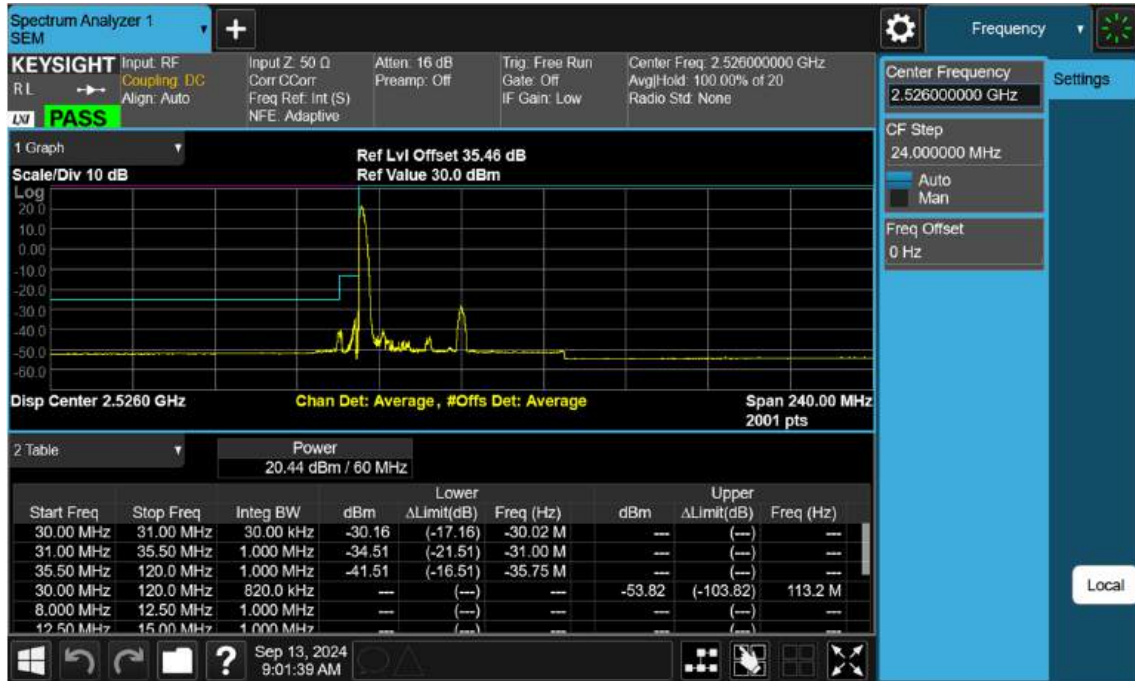 Spectrum Analyzer 1
SEM
+
Frequency
KEYSIGHT
Input: RF
Coupling: DC
Align: Auto
R L
LXI
PASS
Input Z: 50 Ω
Corr CCorr
Freq Ref: Int (S)
NFE: Adaptive
Atten: 16 dB
Preamp: Off
Trig: Free Run
Gate: Off
IF Gain: Low
Center Freq: 2.526000000 GHz
Avg|Hold: 100.00% of 20
Radio Std: None
Center Frequency
2.526000000 GHz
Settings
CF Step
24.000000 MHz
Auto
Man
Freq Offset
0 Hz
1 Graph
Scale/Div 10 dB
Ref Lvl Offset 35.46 dB
Ref Value 30.0 dBm
Log
20.0
10.0
0.00
-10.0
-20.0
-30.0
-40.0
-50.0
-60.0
Disp Center 2.5260 GHz
Chan Det: Average, #Offs Det: Average
Span 240.00 MHz
2001 pts
2 Table
Power
20.44 dBm / 60 MHz
Lower Upper
Start Freq Stop Freq Integ BW dBm ΔLimit(dB) Freq (Hz) dBm ΔLimit(dB) Freq (Hz)
30.00 MHz 31.00 MHz 30.00 kHz -30.16 (-17.16) -30.02 M --- (---) ---
31.00 MHz 35.50 MHz 1.000 MHz -34.51 (-21.51) -31.00 M --- (---) ---
35.50 MHz 120.0 MHz 1.000 MHz -41.51 (-16.51) -35.75 M --- (---) ---
30.00 MHz 120.0 MHz 820.0 kHz --- (---) --- -53.82 (-103.82) 113.2 M
8.000 MHz 12.50 MHz 1.000 MHz --- (---) --- --- (---) ---
12.50 MHz 15.00 MHz 1.000 MHz --- (---) --- --- (---) ---
Local
?
Sep 13, 2024
9:01:39 AM